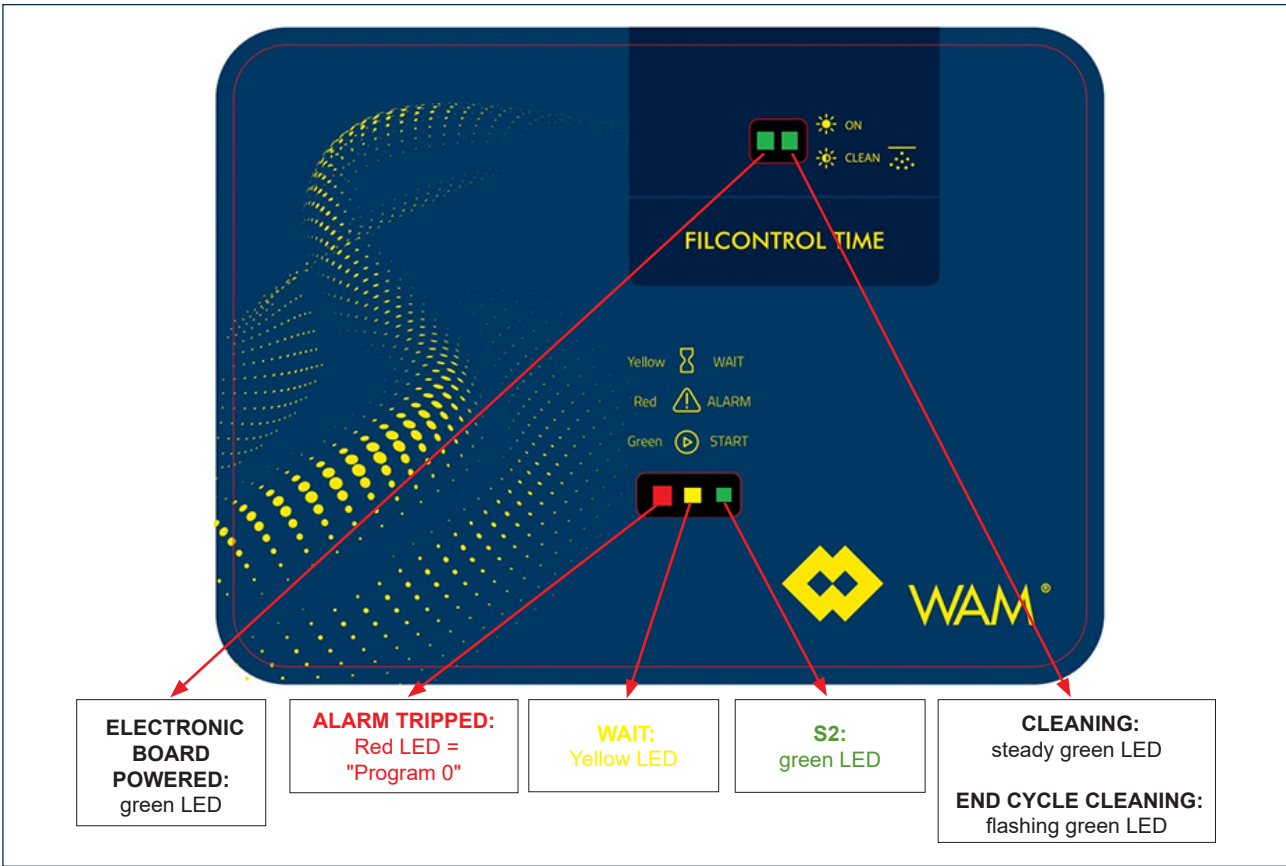 ON
CLEAN
FILCONTROL TIME
Yellow WAIT
Red ALARM
Green START
WAM®
ELECTRONIC
BOARD
POWERED:
green LED
ALARM TRIPPED:
Red LED =
"Program 0"
WAIT:
Yellow LED
S2:
green LED
CLEANING:
steady green LED
END CYCLE CLEANING:
flashing green LED